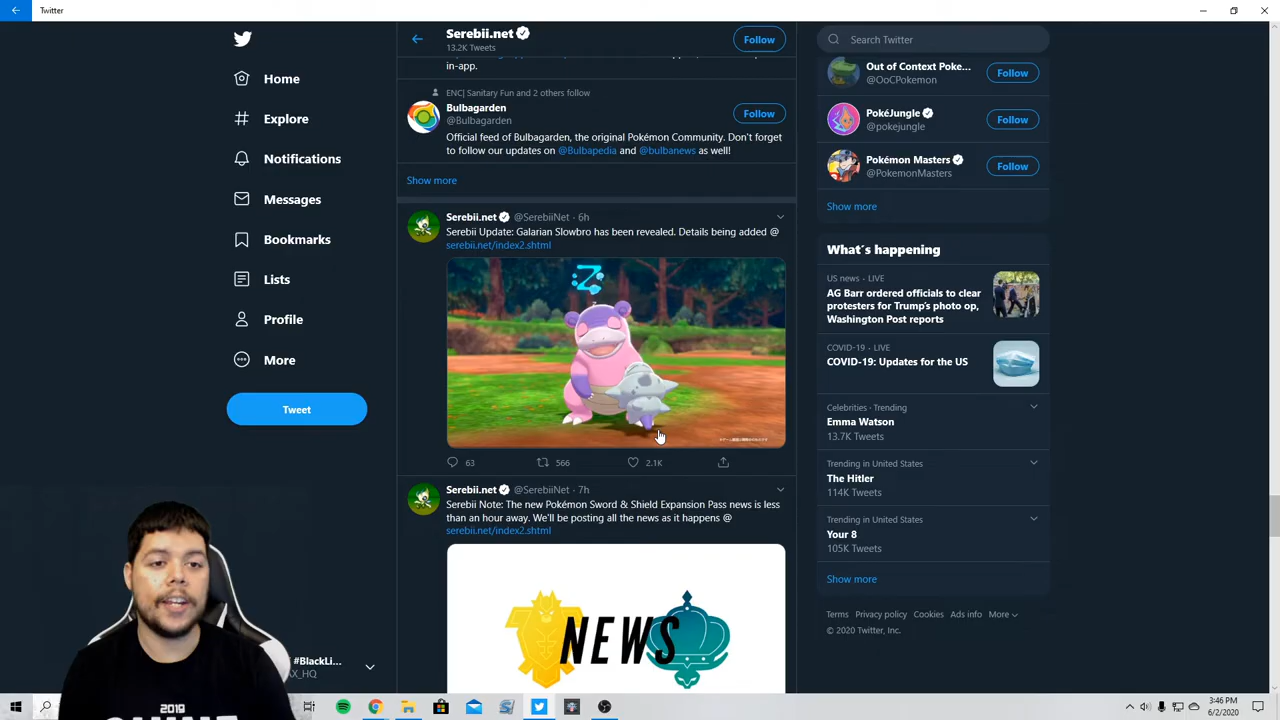 Twitter
Home
Explore
Notifications
Messages
Bookmarks
Lists
Profile
More
Tweet
#BlackLi...
X_HQ
2019
Serebii.net
13.2K Tweets
Follow
in-app.
ENC| Sanitary Fun and 2 others follow
Bulbagarden
@Bulbagarden
Follow
Official feed of Bulbagarden, the original Pokémon Community. Don't forget
to follow our updates on @Bulbapedia and @bulbanews as well!
Show more
Serebii.net @SerebiiNet · 6h
Serebii Update: Galarian Slowbro has been revealed. Details being added @
serebii.net/index2.shtml
63 566 2.1K
Serebii.net @SerebiiNet · 7h
Serebii Note: The new Pokémon Sword & Shield Expansion Pass news is less
than an hour away. We'll be posting all the news as it happens @
serebii.net/index2.shtml
NEWS
Search Twitter
Out of Context Poke...
@OoCPokemon
Follow
PokéJungle
@pokejungle
Follow
Pokémon Masters
@PokemonMasters
Follow
Show more
What's happening
US news · LIVE
AG Barr ordered officials to clear
protesters for Trump's photo op,
Washington Post reports
COVID-19 · LIVE
COVID-19: Updates for the US
Celebrities · Trending
Emma Watson
13.7K Tweets
Trending in United States
The Hitler
114K Tweets
Trending in United States
Your 8
105K Tweets
Show more
Terms Privacy policy Cookies Ads info More
© 2020 Twitter, Inc.
3:46 PM
6/2/2020